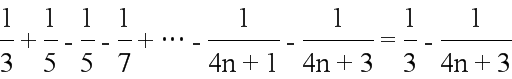 1/3 + 1/5 - 1/5 - 1/7 + ··· - 1/(4n + 1) - 1/(4n + 3) = 1/3 - 1/(4n + 3)